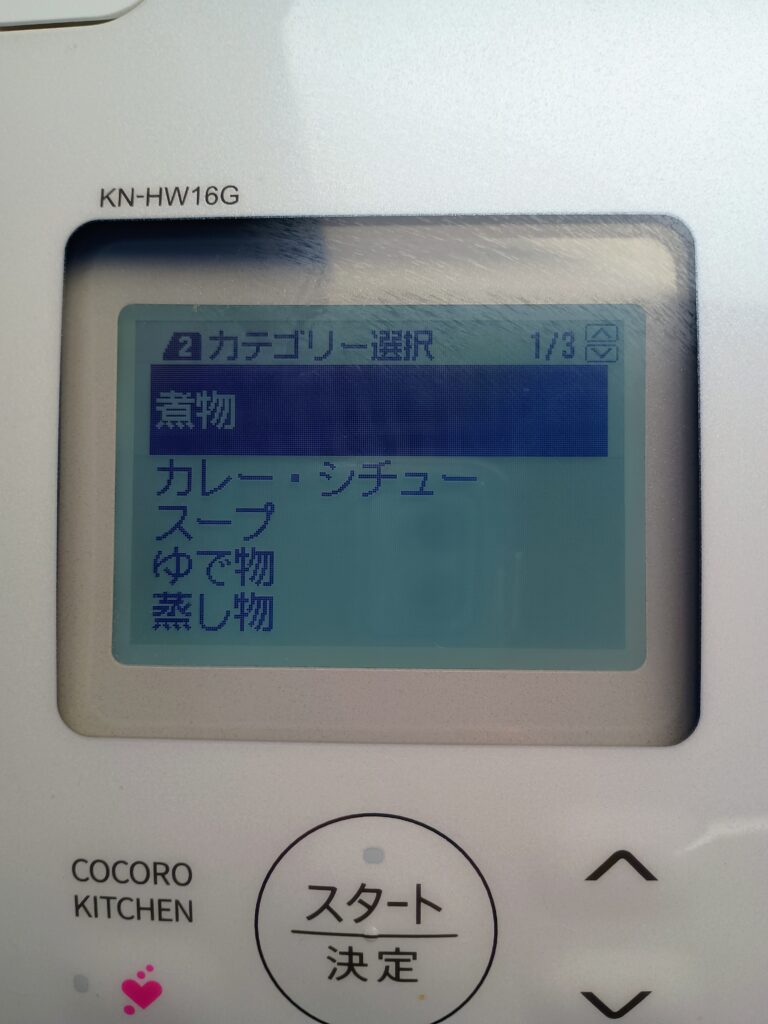 KN-HW16G
2 カテゴリー選択 1/3
煮物
カレー・シチュー
スープ
ゆで物
蒸し物
COCORO
KITCHEN
スタート
決定